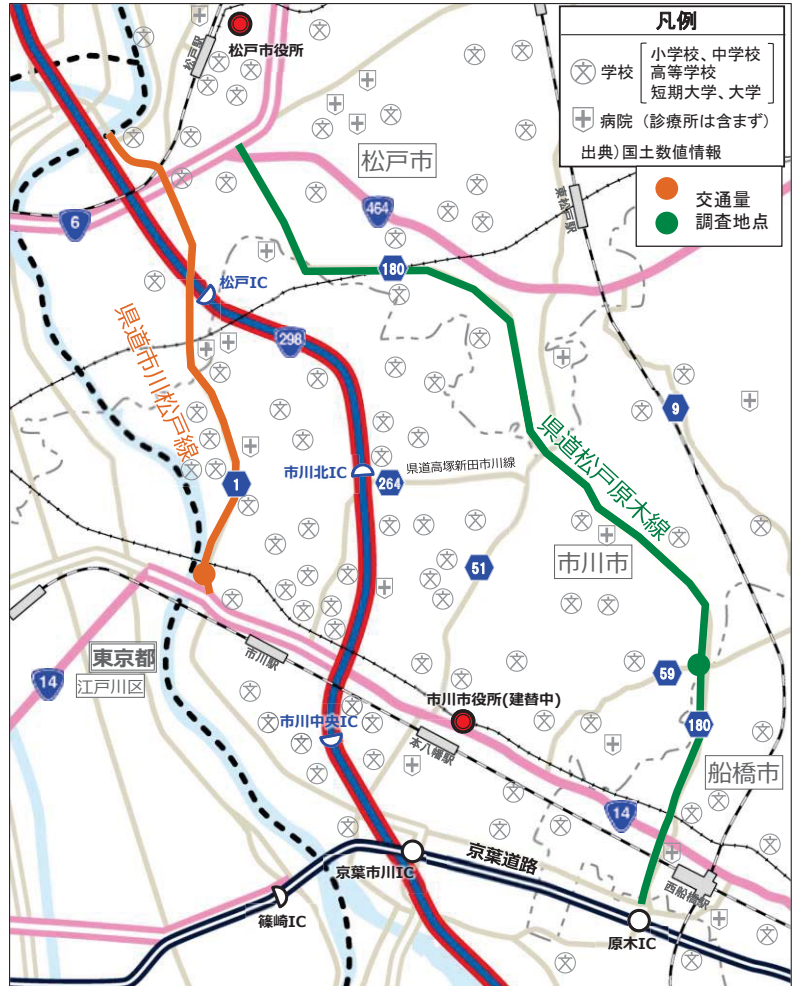 凡例
学校
小学校、中学校
高等学校
短期大学、大学
病院（診療所は含まず）
出典）国土数値情報
交通量
調査地点
松戸市役所
松戸駅
松戸市
東松戸駅
6
464
180
松戸IC
298
県道市川松戸線
9
市川北IC
県道高塚新田市川線
264
県道松戸原木線
1
51
市川市
東京都
江戸川区
14
市川駅
59
市川市役所(建替中)
市川中央IC
本八幡駅
180
船橋市
14
京葉道路
京葉市川IC
西船橋駅
篠崎IC
原木IC
文